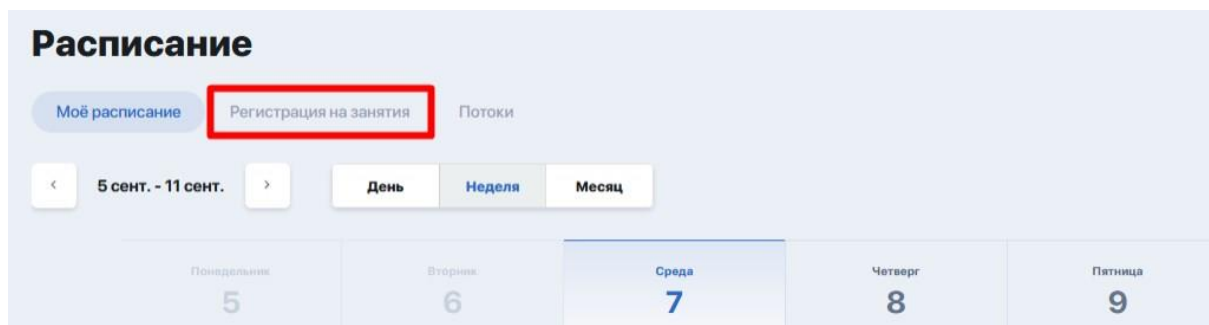 Расписание
Моё расписание Регистрация на занятия Потоки
5 сент. - 11 сент. День Неделя Месяц
Понедельник Вторник Среда Четверг Пятница
5 6 7 8 9